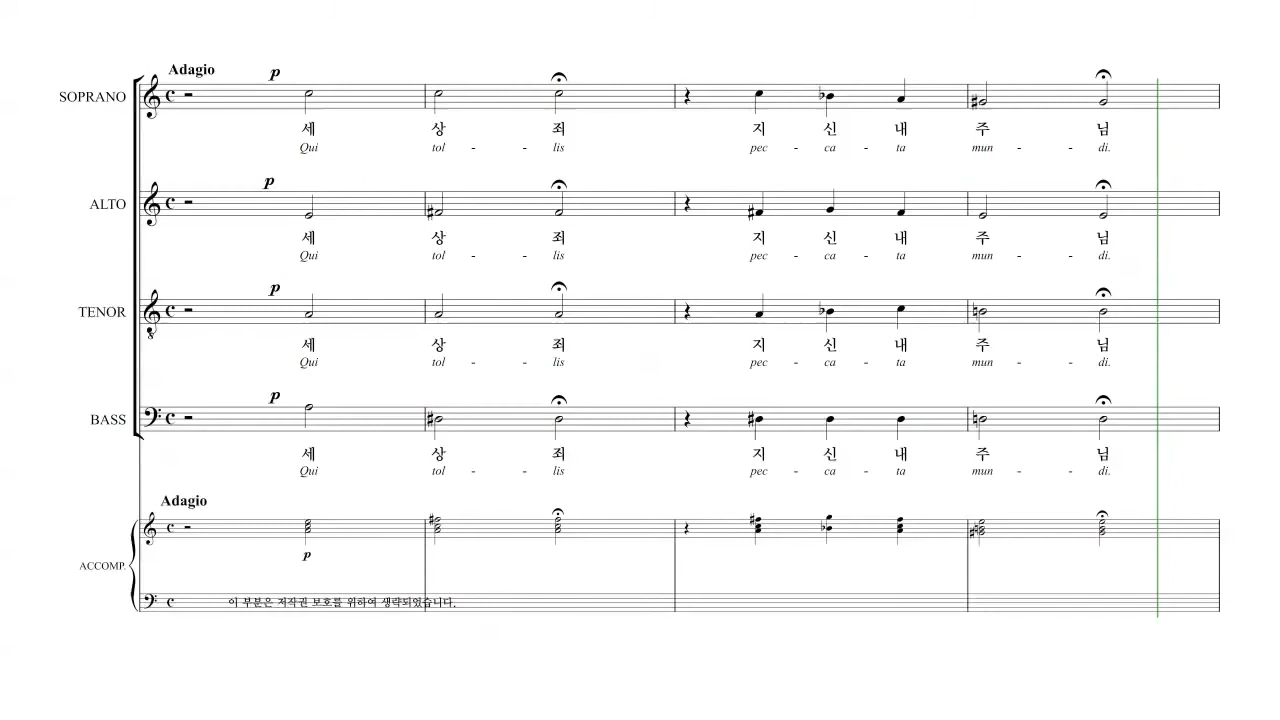 Adagio
p
SOPRANO
세 상 죄 지 신 내 주 님
Qui tol - - lis pec - ca - ta mun - - di.
p
ALTO
세 상 죄 지 신 내 주 님
Qui tol - - lis pec - ca - ta mun - - di.
p
TENOR
세 상 죄 지 신 내 주 님
Qui tol - - lis pec - ca - ta mun - - di.
p
BASS
세 상 죄 지 신 내 주 님
Qui tol - - lis pec - ca - ta mun - - di.
Adagio
p
ACCOMP.
이 부분은 저작권 보호를 위하여 생략되었습니다.